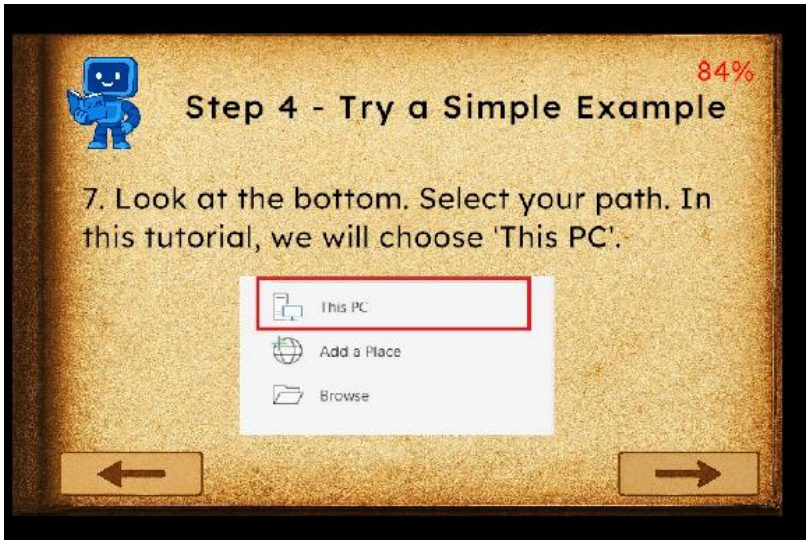 84%
Step 4 - Try a Simple Example
7. Look at the bottom. Select your path. In
this tutorial, we will choose 'This PC'.
This PC
Add a Place
Browse